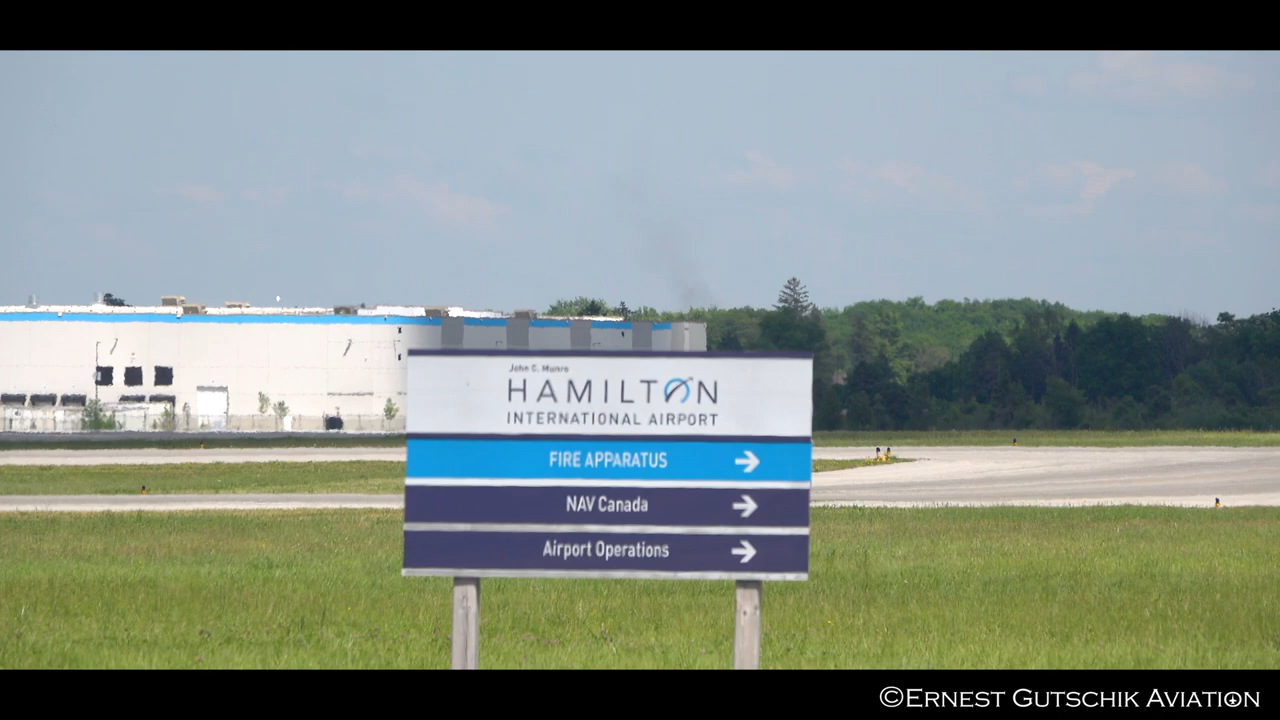 John C. Munro
HAMILTON
INTERNATIONAL AIRPORT
FIRE APPARATUS
NAV Canada
Airport Operations
©ERNEST GUTSCHIK AVIATION